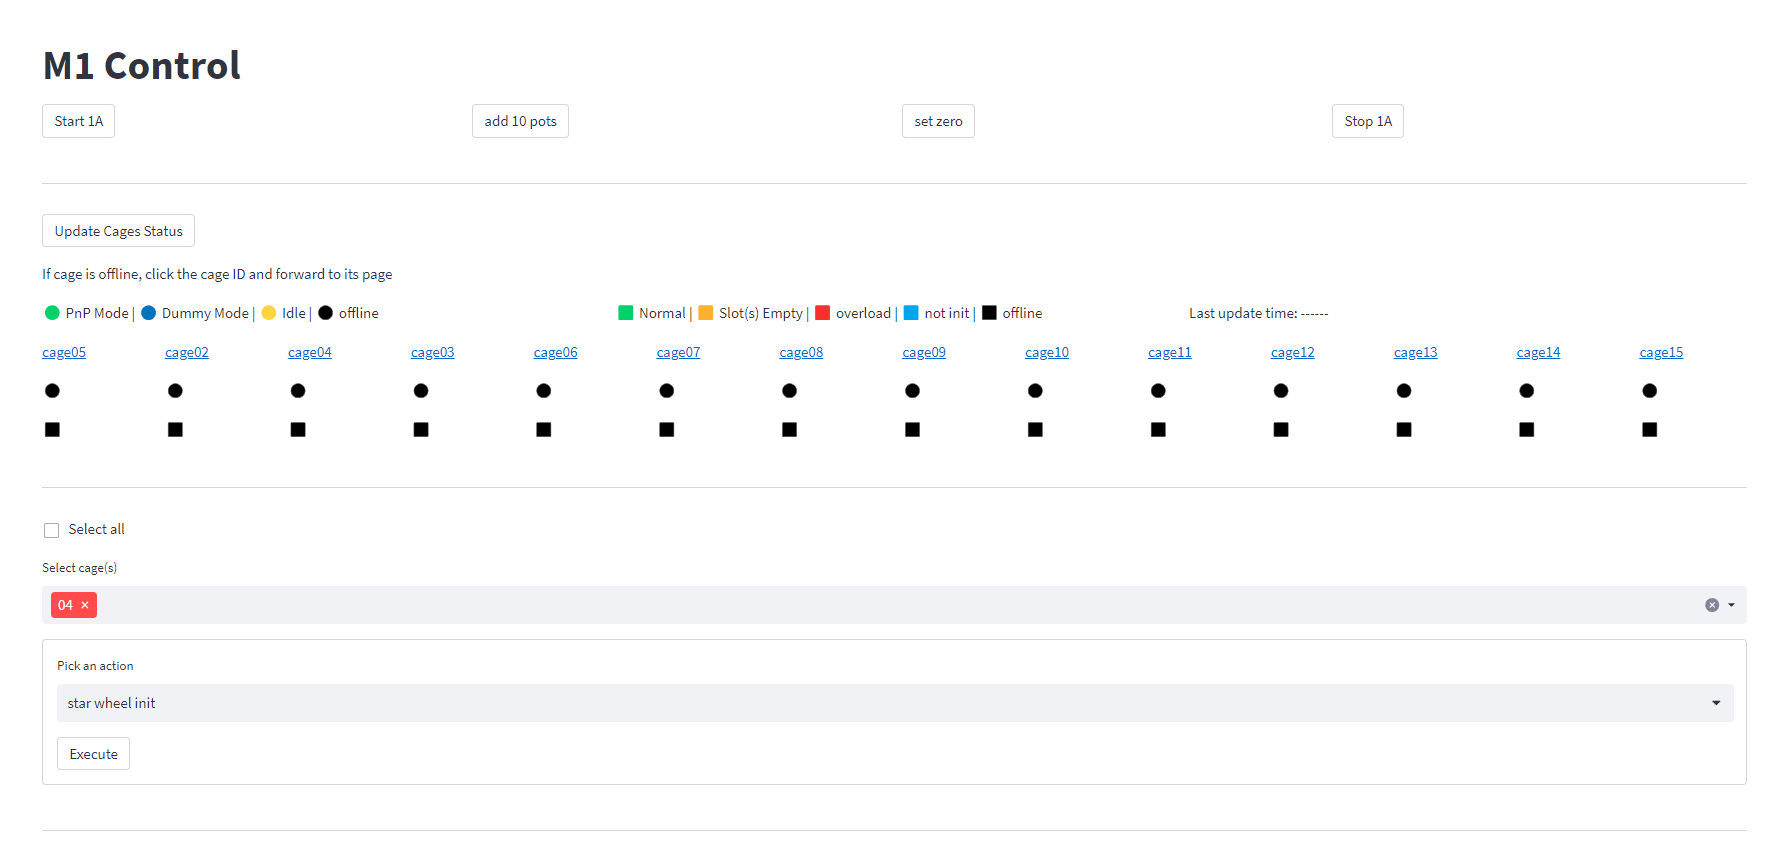 M1 Control
Start 1A
add 10 pots
set zero
Stop 1A
Update Cages Status
If cage is offline, click the cage ID and forward to its page
PnP Mode | Dummy Mode | Idle | offline
Normal | Slot(s) Empty | overload | not init | offline
Last update time: ------
cage05 cage02 cage04 cage03 cage06 cage07 cage08 cage09 cage10 cage11 cage12 cage13 cage14 cage15
Select all
Select cage(s)
04
Pick an action
star wheel init
Execute